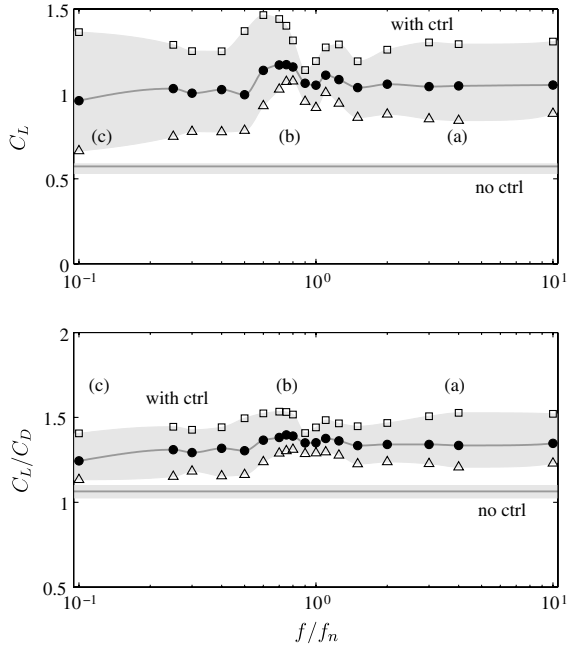 1.5
with ctrl
1
C_L
(c)
(b)
(a)
0.5
no ctrl
0
10^{-1}
10^0
10^1
2
(c)
(b)
(a)
with ctrl
1.5
C_L/C_D
1
no ctrl
0.5
10^{-1}
10^0
10^1
f/f_n